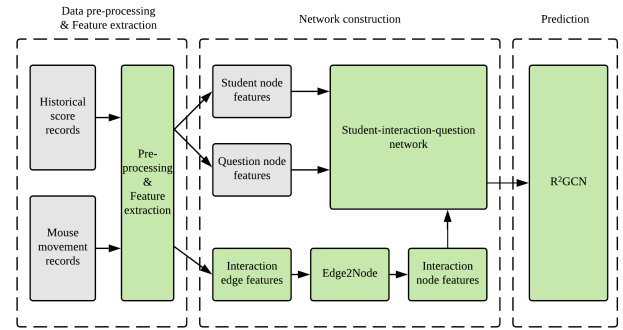 Data pre-processing
& Feature extraction
Network construction
Prediction
Historical
score
records
Mouse
movement
records
Pre-
processing
&
Feature
extraction
Student node
features
Question node
features
Interaction
edge features
Edge2Node
Interaction
node features
Student-interaction-question
network
R²GCN